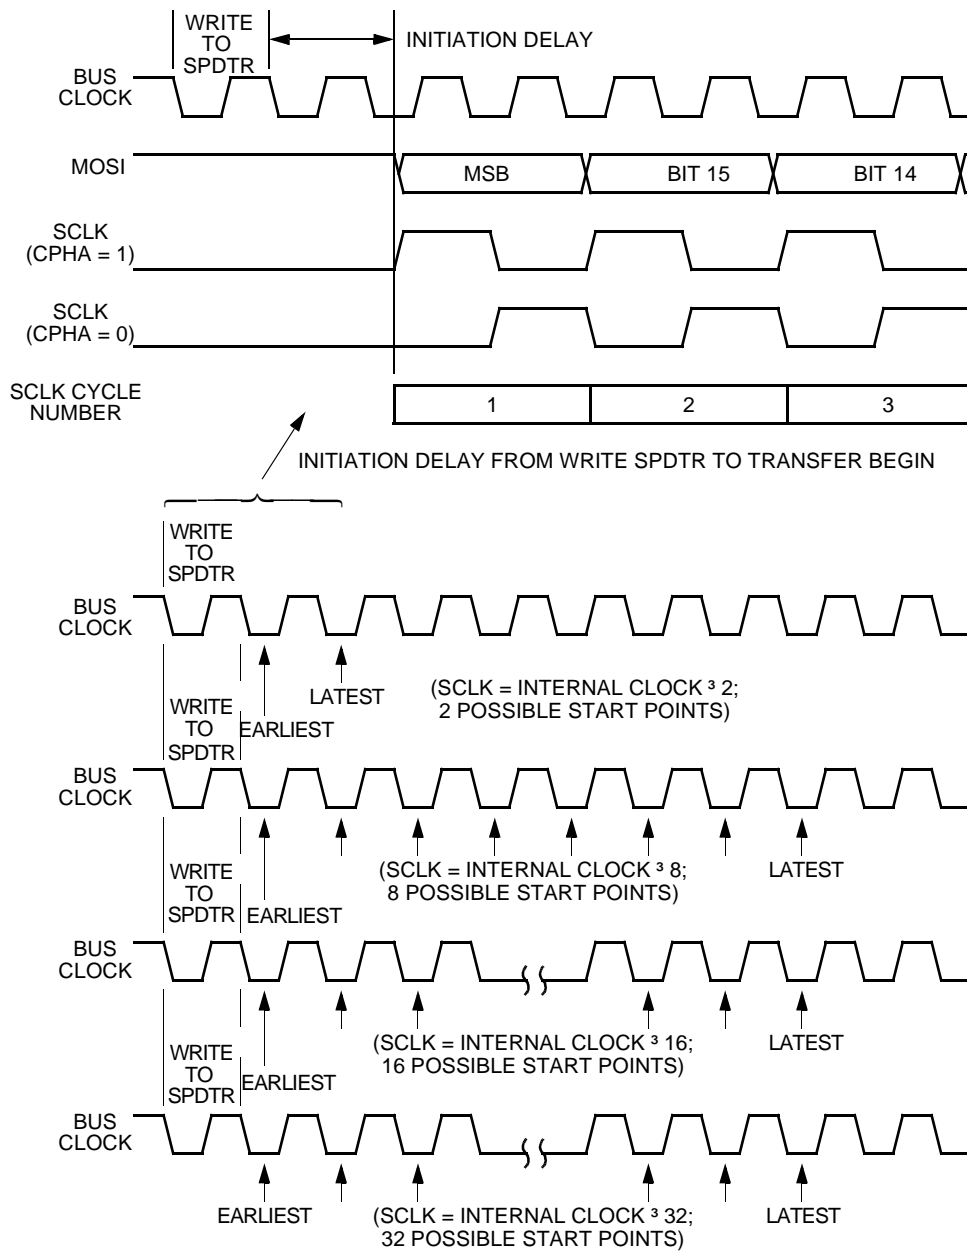 WRITE
TO
SPDTR
INITIATION DELAY
BUS
CLOCK
MOSI
MSB
BIT 15
BIT 14
SCLK
(CPHA = 1)
SCLK
(CPHA = 0)
SCLK CYCLE
NUMBER
1
2
3
INITIATION DELAY FROM WRITE SPDTR TO TRANSFER BEGIN
WRITE
TO
SPDTR
BUS
CLOCK
EARLIEST
LATEST
(SCLK = INTERNAL CLOCK ³ 2;
2 POSSIBLE START POINTS)
WRITE
TO
SPDTR
BUS
CLOCK
EARLIEST
(SCLK = INTERNAL CLOCK ³ 8;
8 POSSIBLE START POINTS)
LATEST
WRITE
TO
SPDTR
BUS
CLOCK
EARLIEST
(SCLK = INTERNAL CLOCK ³ 16;
16 POSSIBLE START POINTS)
LATEST
WRITE
TO
SPDTR
BUS
CLOCK
EARLIEST
(SCLK = INTERNAL CLOCK ³ 32;
32 POSSIBLE START POINTS)
LATEST